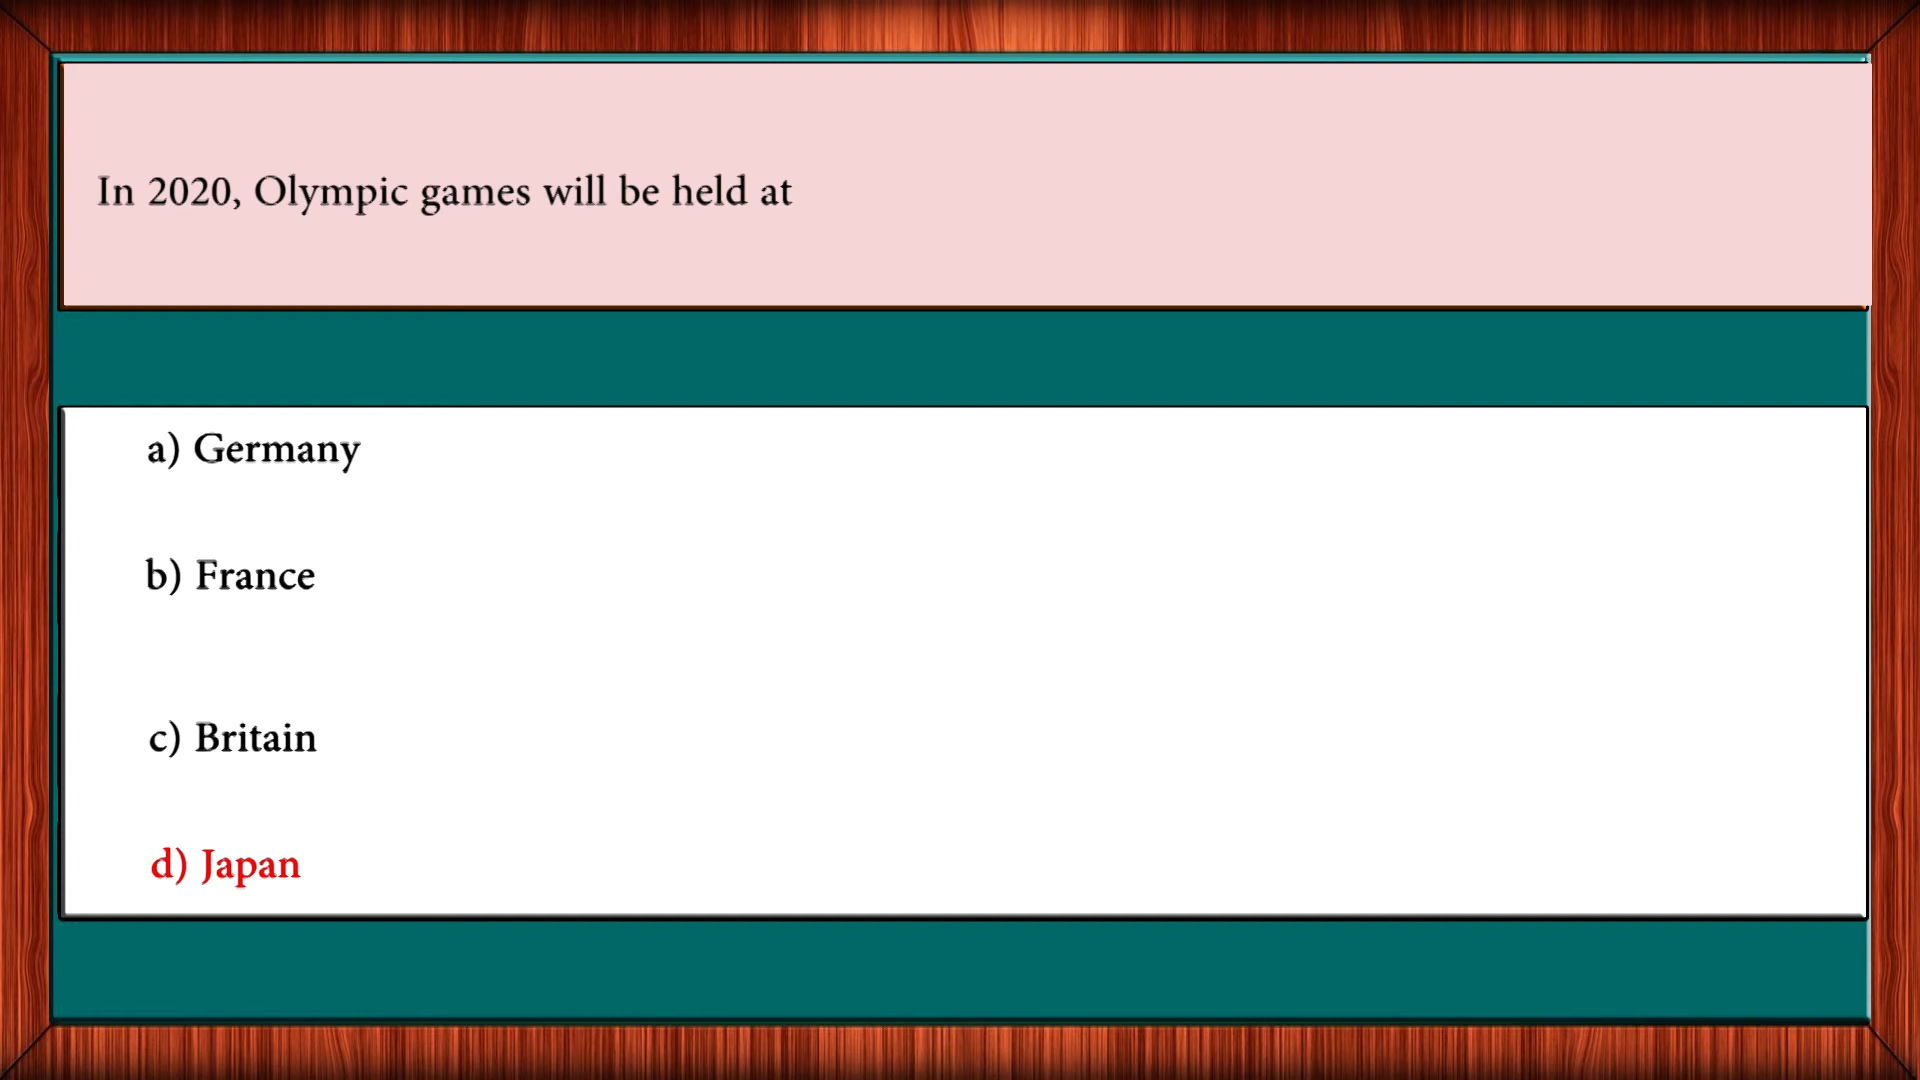 In 2020, Olympic games will be held at
a) Germany
b) France
c) Britain
d) Japan